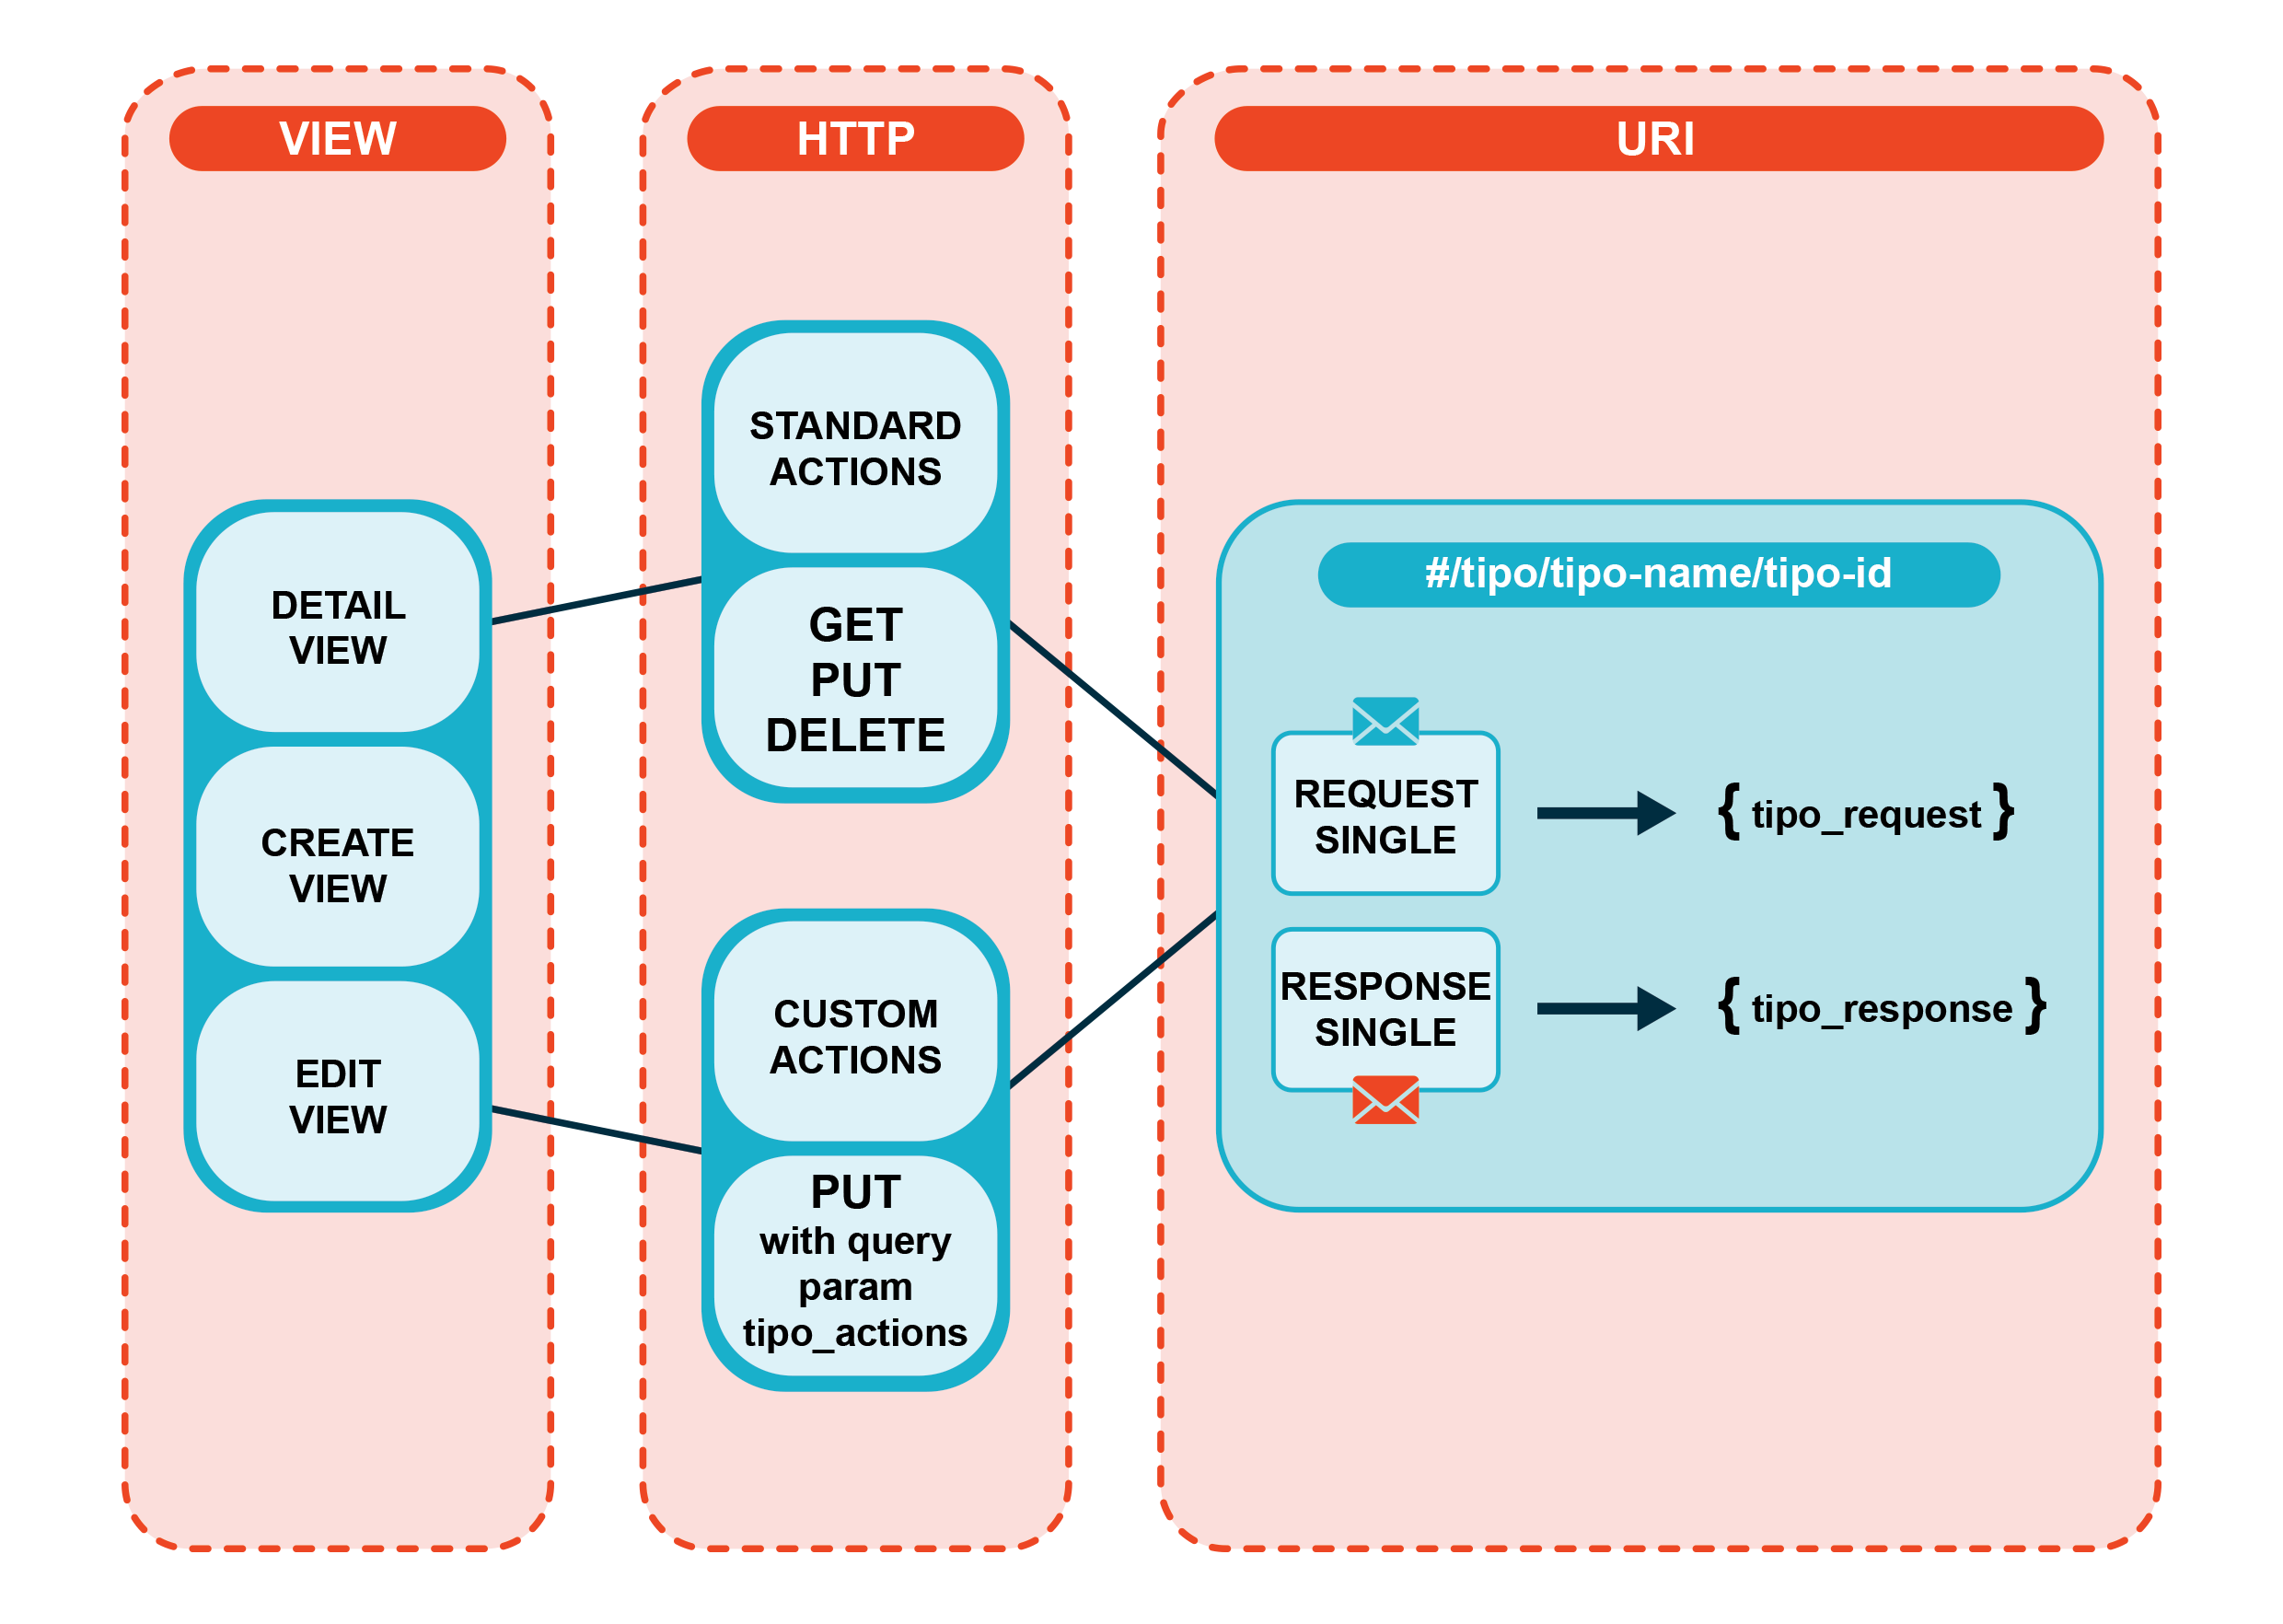 VIEW
DETAIL
VIEW
CREATE
VIEW
EDIT
VIEW
HTTP
STANDARD
ACTIONS
GET
PUT
DELETE
CUSTOM
ACTIONS
PUT
with query
param
tipo_actions
URI
#/tipo/tipo-name/tipo-id
REQUEST
SINGLE
{ tipo_request }
RESPONSE
SINGLE
{ tipo_response }